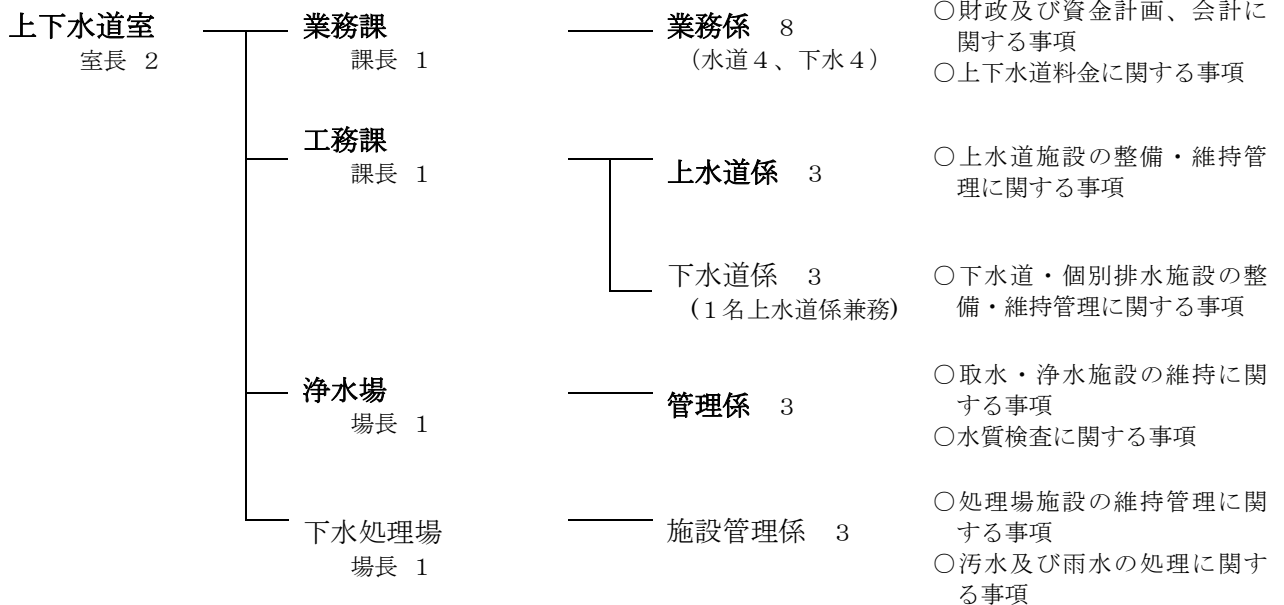 上下水道室
室長 ２
業務課
課長 １
業務係 ８
（水道４、下水４）
○財政及び資金計画、会計に
関する事項
○上下水道料金に関する事項
工務課
課長 １
上水道係 ３
○上水道施設の整備・維持管
理に関する事項
下水道係 ３
(１名上水道係兼務)
○下水道・個別排水施設の整
備・維持管理に関する事項
浄水場
場長 １
管理係 ３
○取水・浄水施設の維持に関
する事項
○水質検査に関する事項
下水処理場
場長 １
施設管理係 ３
○処理場施設の維持管理に関
する事項
○汚水及び雨水の処理に関す
る事項